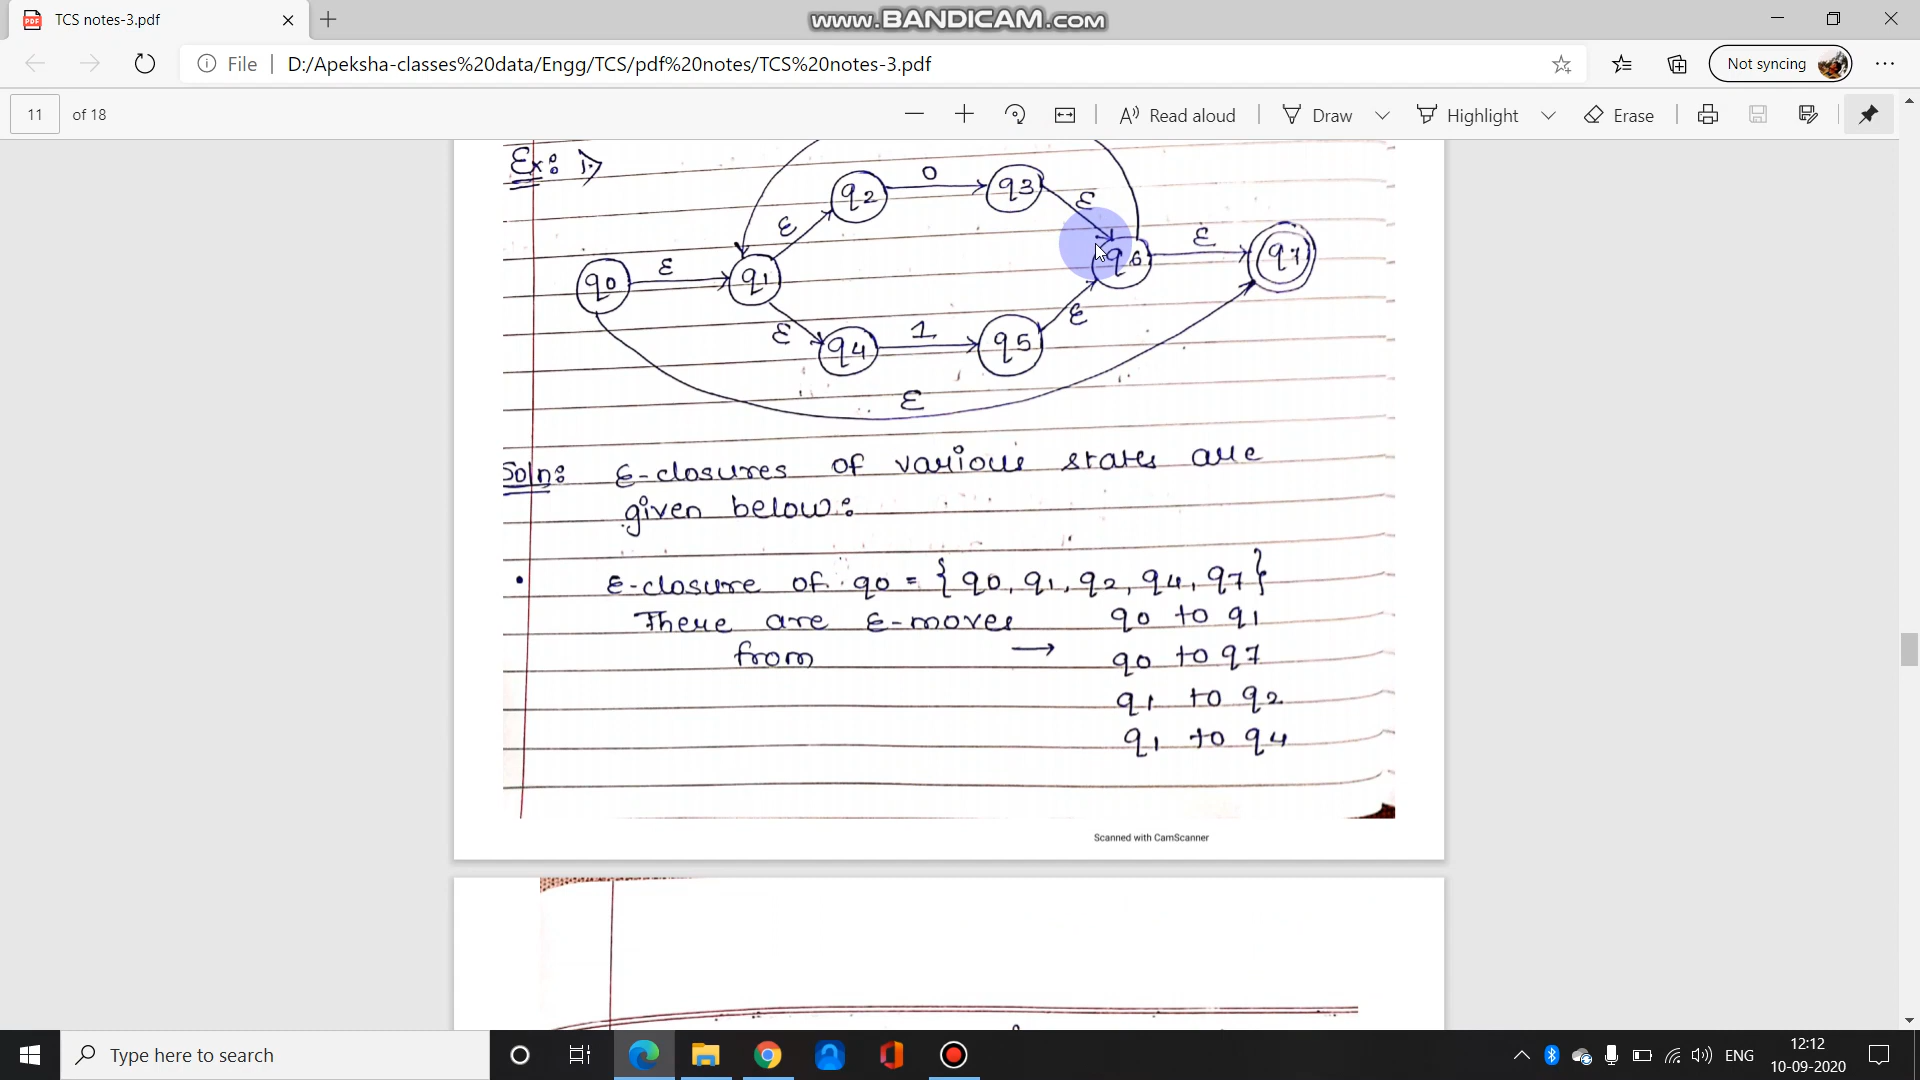 TCS notes-3.pdf
www.BANDICAM.com
File
D:/Apeksha-classes%20data/Engg/TCS/pdf%20notes/TCS%20notes-3.pdf
Not syncing
11 of 18
Read aloud
Draw
Highlight
Erase
Ex: 1)
q2 0 q3 ε
ε
q0 ε q1 q6 ε q7
ε q4 1 q5 ε
ε
Soln: ε-closures of various states are
given below:
• ε-closure of q0 = {q0, q1, q2, q4, q7}
There are ε-moves q0 to q1
from → q0 to q7
q1 to q2
q1 to q4
Scanned with CamScanner
Type here to search
ENG
12:12
10-09-2020